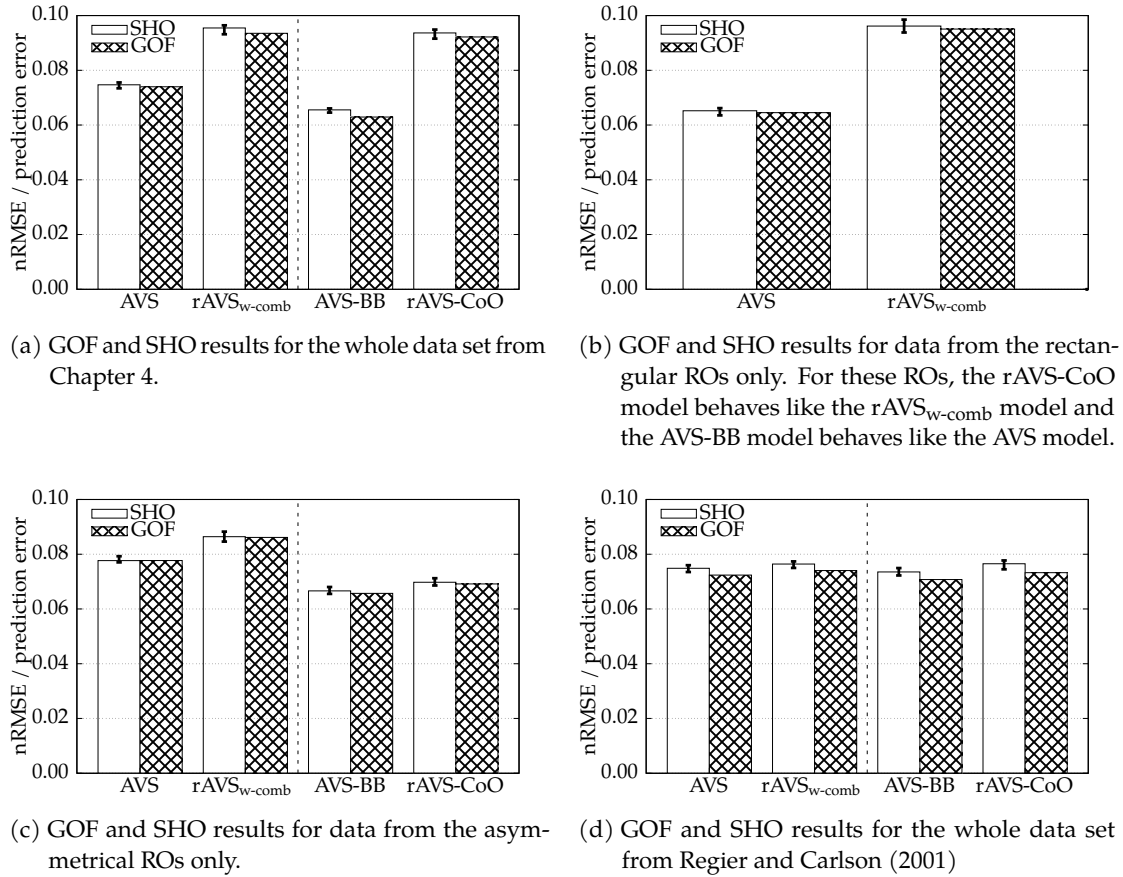 0.10
0.08
0.06
0.04
0.02
0.00
nRMSE / prediction error
SHO
GOF
AVS rAVSw-comb AVS-BB rAVS-CoO
(a) GOF and SHO results for the whole data set from
Chapter 4.
0.10
0.08
0.06
0.04
0.02
0.00
nRMSE / prediction error
SHO
GOF
AVS rAVSw-comb
(b) GOF and SHO results for data from the rectan-
gular ROs only. For these ROs, the rAVS-CoO
model behaves like the rAVSw-comb model and
the AVS-BB model behaves like the AVS model.
0.10
0.08
0.06
0.04
0.02
0.00
nRMSE / prediction error
SHO
GOF
AVS rAVSw-comb AVS-BB rAVS-CoO
(c) GOF and SHO results for data from the asym-
metrical ROs only.
0.10
0.08
0.06
0.04
0.02
0.00
nRMSE / prediction error
SHO
GOF
AVS rAVSw-comb AVS-BB rAVS-CoO
(d) GOF and SHO results for the whole data set
from Regier and Carlson (2001)